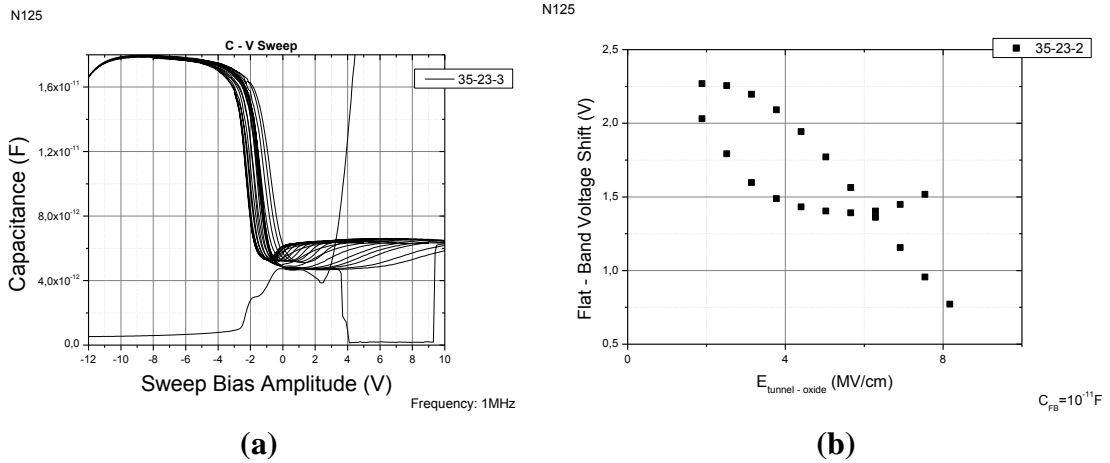 N125
C - V Sweep
35-23-3
1,6x10⁻¹¹
1,2x10⁻¹¹
8,0x10⁻¹²
4,0x10⁻¹²
0,0
Capacitance (F)
-12 -10 -8 -6 -4 -2 0 2 4 6 8 10
Sweep Bias Amplitude (V)
Frequency: 1MHz
(a)
N125
35-23-2
2,5
2,0
1,5
1,0
0,5
Flat - Band Voltage Shift (V)
0 4 8
E tunnel - oxide (MV/cm)
C FB=10⁻¹¹F
(b)